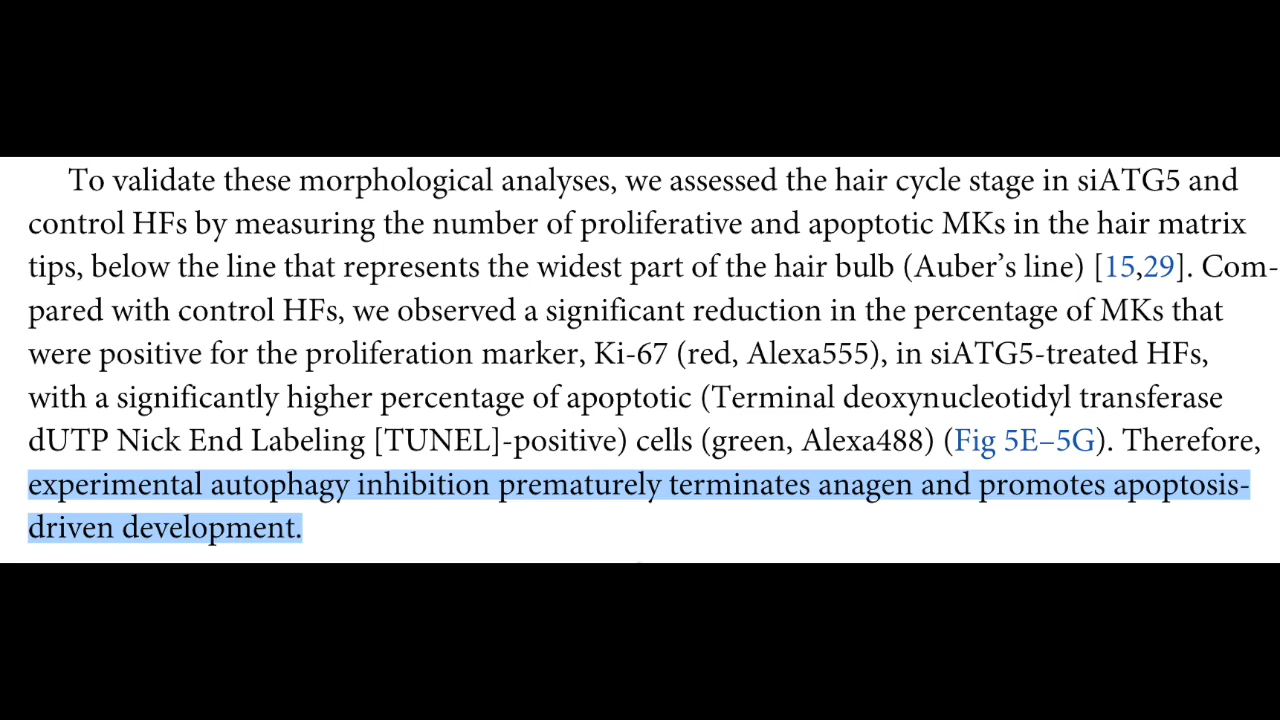 To validate these morphological analyses, we assessed the hair cycle stage in siATG5 and
control HFs by measuring the number of proliferative and apoptotic MKs in the hair matrix
tips, below the line that represents the widest part of the hair bulb (Auber’s line) [15,29]. Com-
pared with control HFs, we observed a significant reduction in the percentage of MKs that
were positive for the proliferation marker, Ki-67 (red, Alexa555), in siATG5-treated HFs,
with a significantly higher percentage of apoptotic (Terminal deoxynucleotidyl transferase
dUTP Nick End Labeling [TUNEL]-positive) cells (green, Alexa488) (Fig 5E–5G). Therefore,
experimental autophagy inhibition prematurely terminates anagen and promotes apoptosis-
driven development.